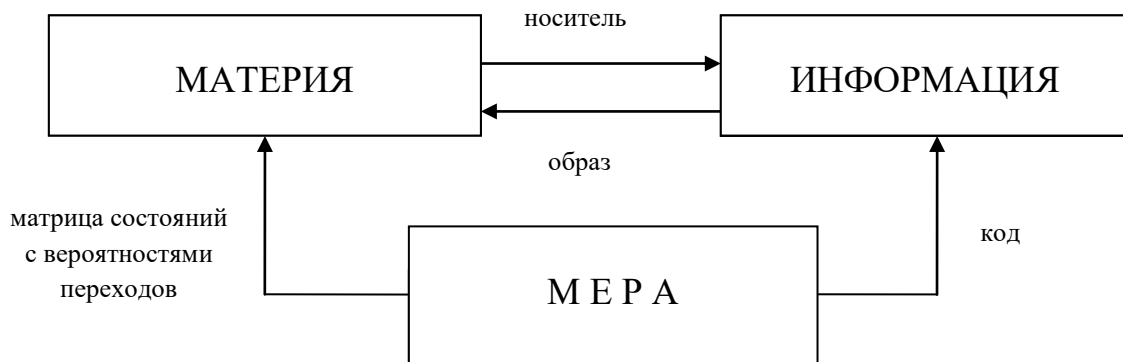 носитель
МАТЕРИЯ
ИНФОРМАЦИЯ
образ
матрица состояний
с вероятностями
переходов
код
М Е Р А